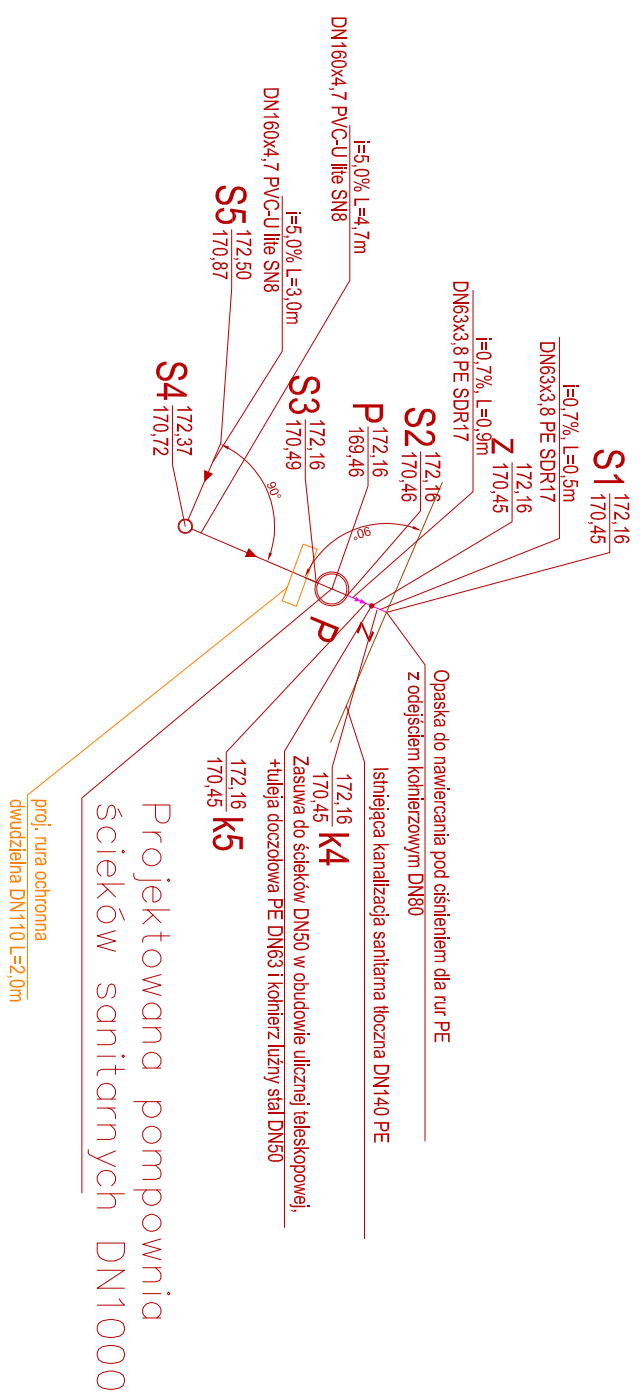 S1 172,16
170,45
i=0,7%, L=0,5m
DN63x3,8 PE SDR17
Z 172,16
170,45
i=0,7%, L=0,9m
DN63x3,8 PE SDR17
S2 172,16
170,46
P 172,16
169,46
S3 172,16
170,49
i=5,0% L=4,7m
DN160x4,7 PVC-U lite SN8
i=5,0% L=3,0m
DN160x4,7 PVC-U lite SN8
S5 172,50
170,87
S4 172,37
170,72
90°
90°
P
Z
Opaska do nawiercania pod ciśnieniem dla rur PE
z odejściem kołnierzowym DN80
Istniejąca kanalizacja sanitarna tłoczna DN140 PE
172,16 k4
170,45
Zasuwa do ścieków DN50 w obudowie ulicznej teleskopowej,
+tuleja doczołowa PE DN63 i kołnierz luźny stal DN50
172,16 k5
170,45
Projektowana pompownia
ścieków sanitarnych DN1000
proj. rura ochronna
dwudzielna DN110 L=2,0m